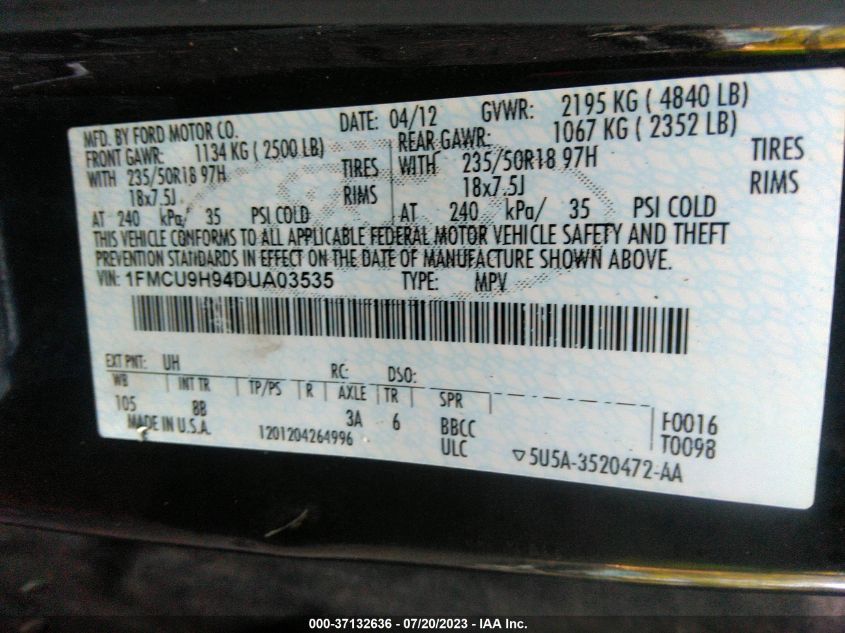 MFD. BY FORD MOTOR CO. DATE: 04/12 GVWR: 2195 KG ( 4840 LB)
FRONT GAWR: 1134 KG ( 2500 LB) REAR GAWR: 1067 KG ( 2352 LB)
WITH 235/50R18 97H TIRES WITH 235/50R18 97H TIRES
18x7.5J RIMS 18x7.5J RIMS
AT 240 kPa/ 35 PSI COLD AT 240 kPa/ 35 PSI COLD
THIS VEHICLE CONFORMS TO ALL APPLICABLE FEDERAL MOTOR VEHICLE SAFETY AND THEFT
PREVENTION STANDARDS IN EFFECT ON THE DATE OF MANUFACTURE SHOWN ABOVE.
VIN: 1FMCU9H94DUA03535 TYPE: MPV
EXT PNT: UH RC: DSO:
WB INT TR TP/PS R AXLE TR SPR
105 8B 3A 6 BBCC F0016
MADE IN U.S.A. 1201204264996 ULC T0098
5U5A-3520472-AA
000-37132636 - 07/20/2023 - IAA Inc.